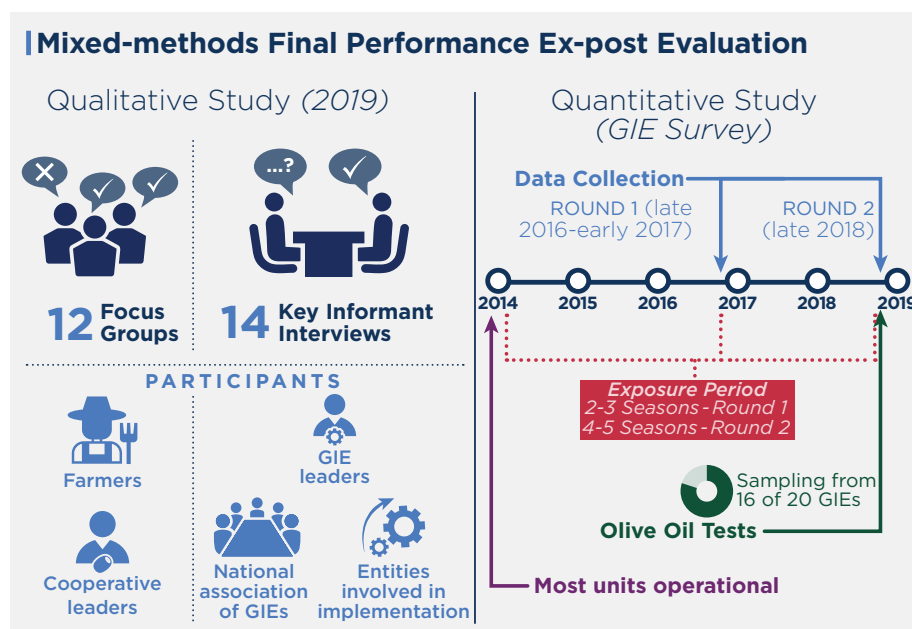 Mixed-methods Final Performance Ex-post Evaluation
Qualitative Study (2019)
...?
12 Focus
Groups
14 Key Informant
Interviews
PARTICIPANTS
Farmers
GIE
leaders
Cooperative
leaders
National
association
of GIEs
Entities
involved in
implementation
Quantitative Study
(GIE Survey)
Data Collection
ROUND 1 (late
2016-early 2017)
ROUND 2
(late 2018)
2014 2015 2016 2017 2018 2019
Exposure Period
2-3 Seasons - Round 1
4-5 Seasons - Round 2
Sampling from
16 of 20 GIEs
Olive Oil Tests
Most units operational